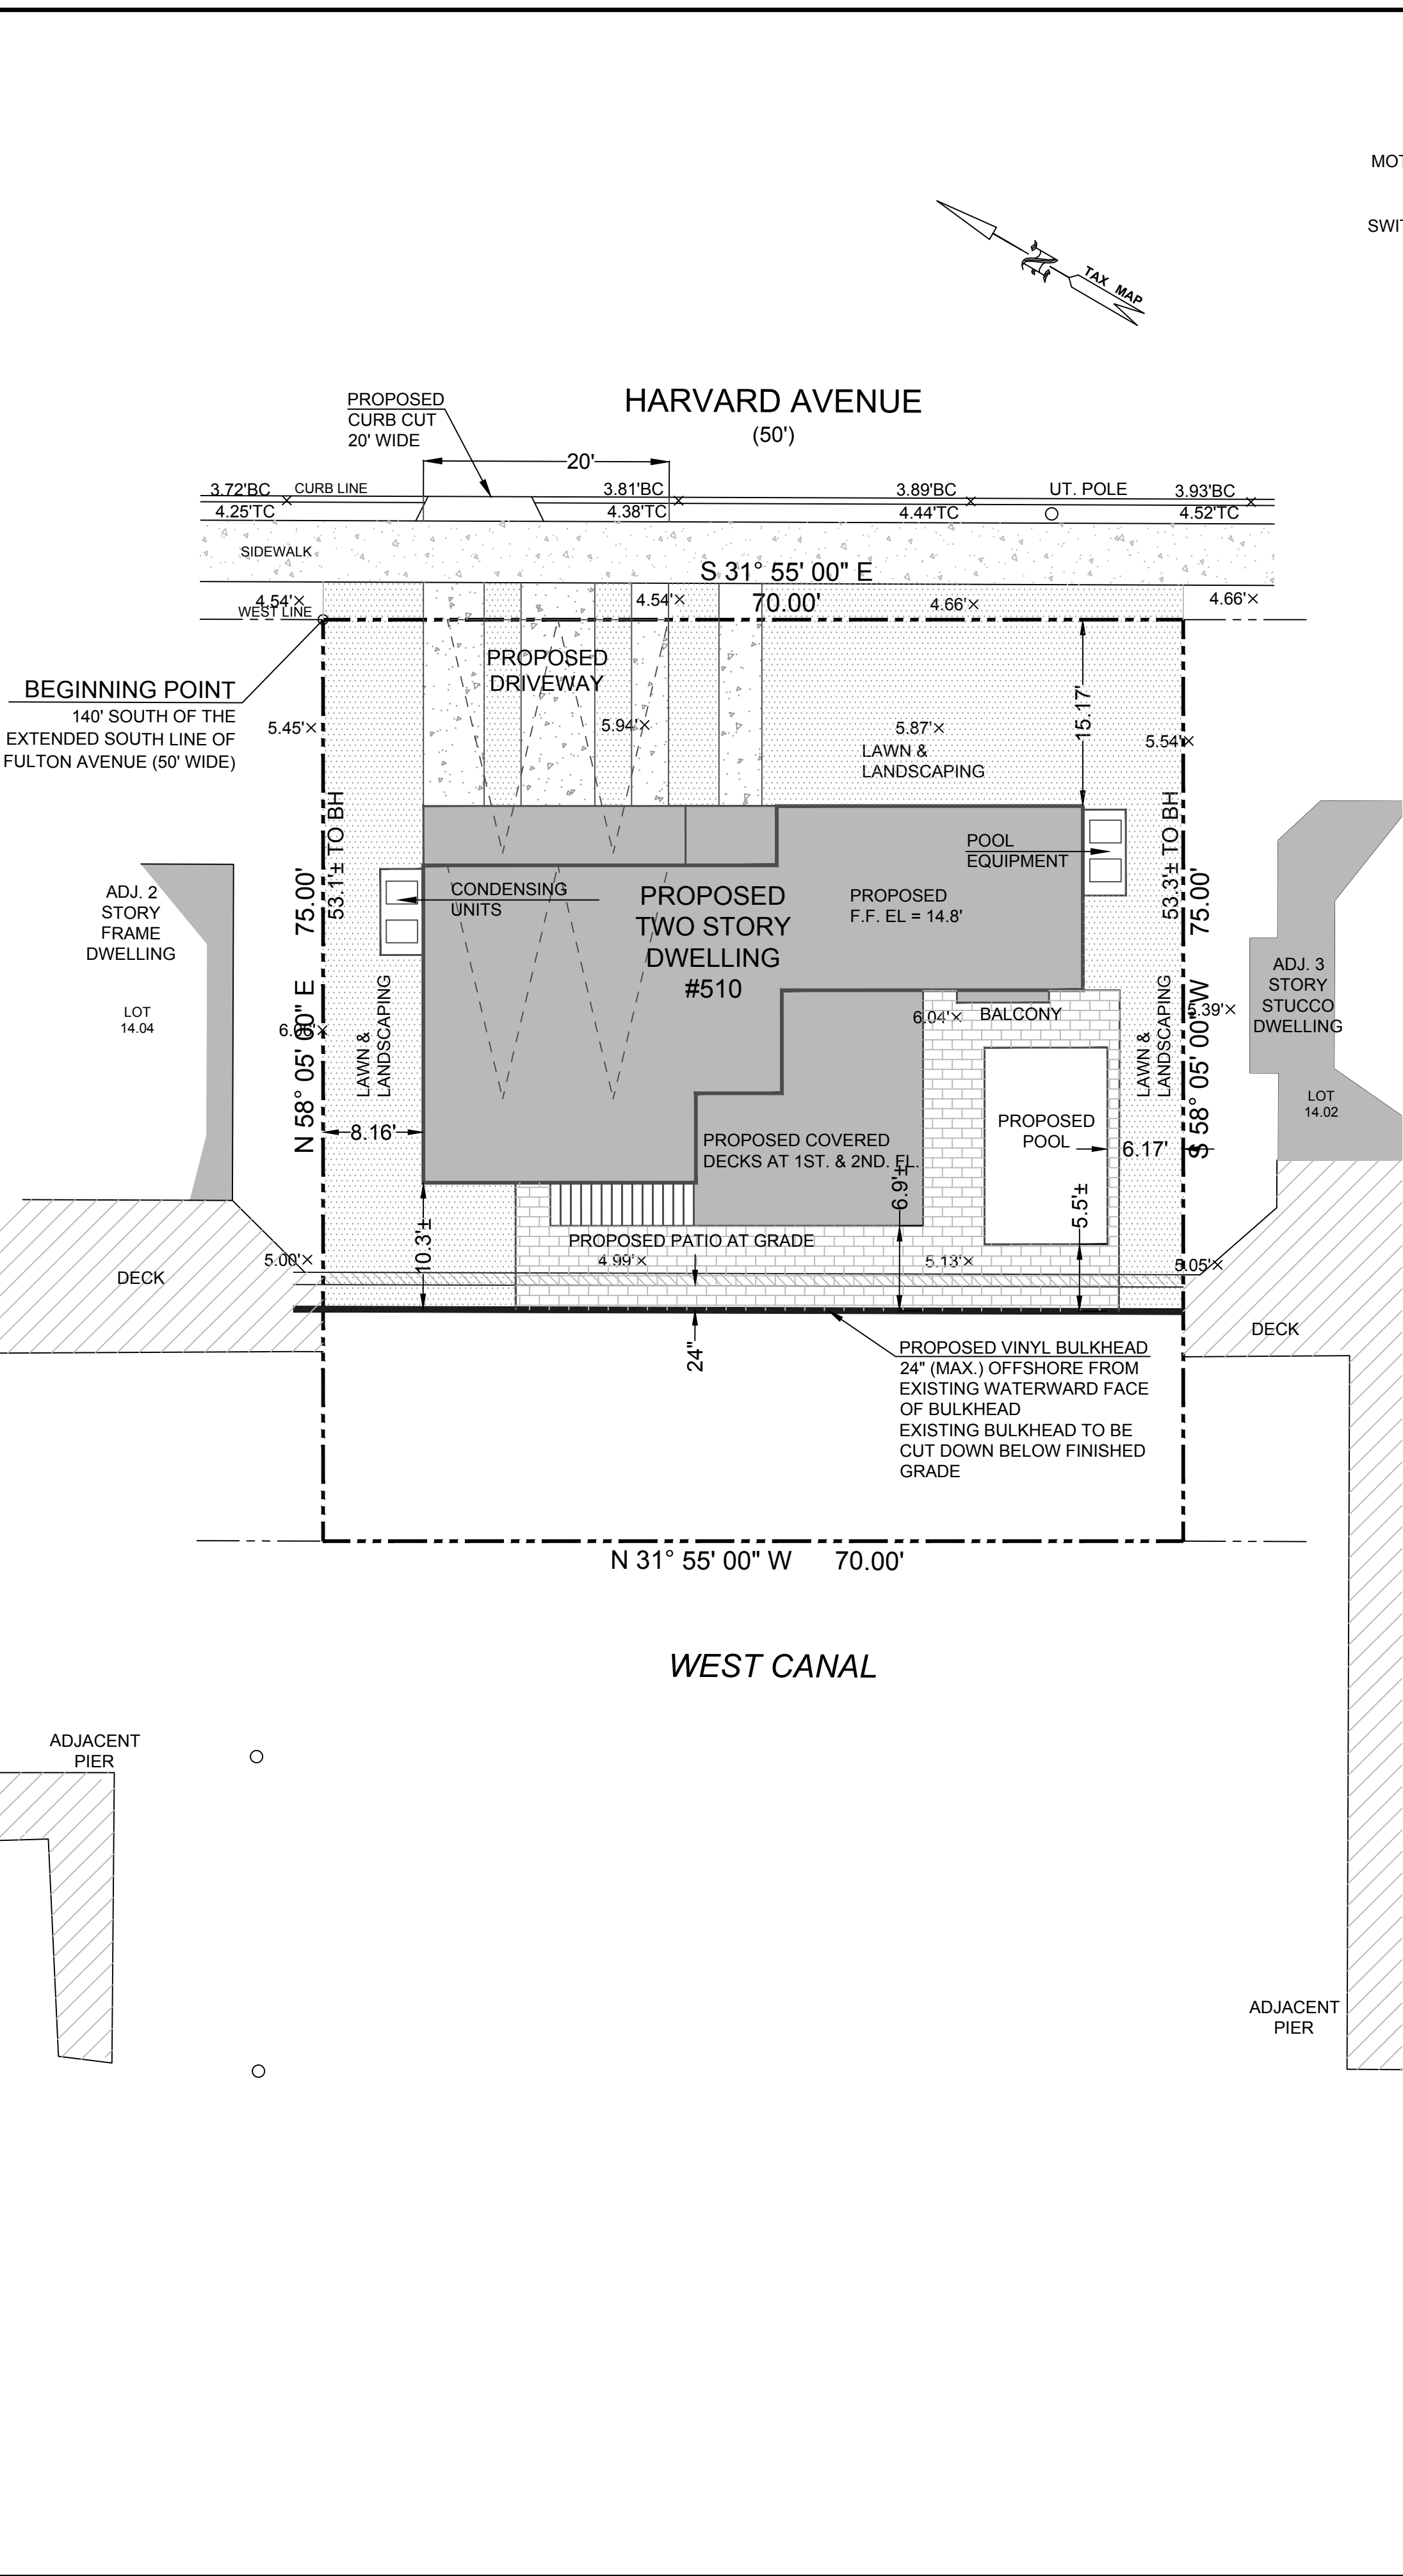 MOT
SWIT
N
TAX MAP
HARVARD AVENUE
(50')
PROPOSED
CURB CUT
20' WIDE
20'
3.72'BC
CURB LINE
3.81'BC
3.89'BC
UT. POLE
3.93'BC
4.25'TC
4.38'TC
4.44'TC
4.52'TC
SIDEWALK
S 31° 55' 00" E
70.00'
4.54'
WEST LINE
4.54'
4.66'
4.66'
BEGINNING POINT
140' SOUTH OF THE
EXTENDED SOUTH LINE OF
FULTON AVENUE (50' WIDE)
PROPOSED
DRIVEWAY
15.17'
5.45'
5.94'
5.87'
5.54'
LAWN &
LANDSCAPING
53.1'± TO BH
53.3'± TO BH
N 58° 05' 00" E 75.00'
S 58° 05' 00" W 75.00'
POOL
EQUIPMENT
ADJ. 2
STORY
FRAME
DWELLING
LOT
14.04
CONDENSING
UNITS
PROPOSED
TWO STORY
DWELLING
#510
PROPOSED
F.F. EL = 14.8'
ADJ. 3
STORY
STUCCO
DWELLING
LOT
14.02
6.06'
LAWN &
LANDSCAPING
6.04'
BALCONY
LAWN &
LANDSCAPING
5.39'
8.16'
PROPOSED COVERED
DECKS AT 1ST. & 2ND. FL.
PROPOSED
POOL
6.17'
10.3'±
6.9'±
5.5'±
PROPOSED PATIO AT GRADE
5.00'
4.99'
5.13'
5.05'
DECK
DECK
24"
PROPOSED VINYL BULKHEAD
24" (MAX.) OFFSHORE FROM
EXISTING WATERWARD FACE
OF BULKHEAD
EXISTING BULKHEAD TO BE
CUT DOWN BELOW FINISHED
GRADE
N 31° 55' 00" W 70.00'
WEST CANAL
ADJACENT
PIER
ADJACENT
PIER